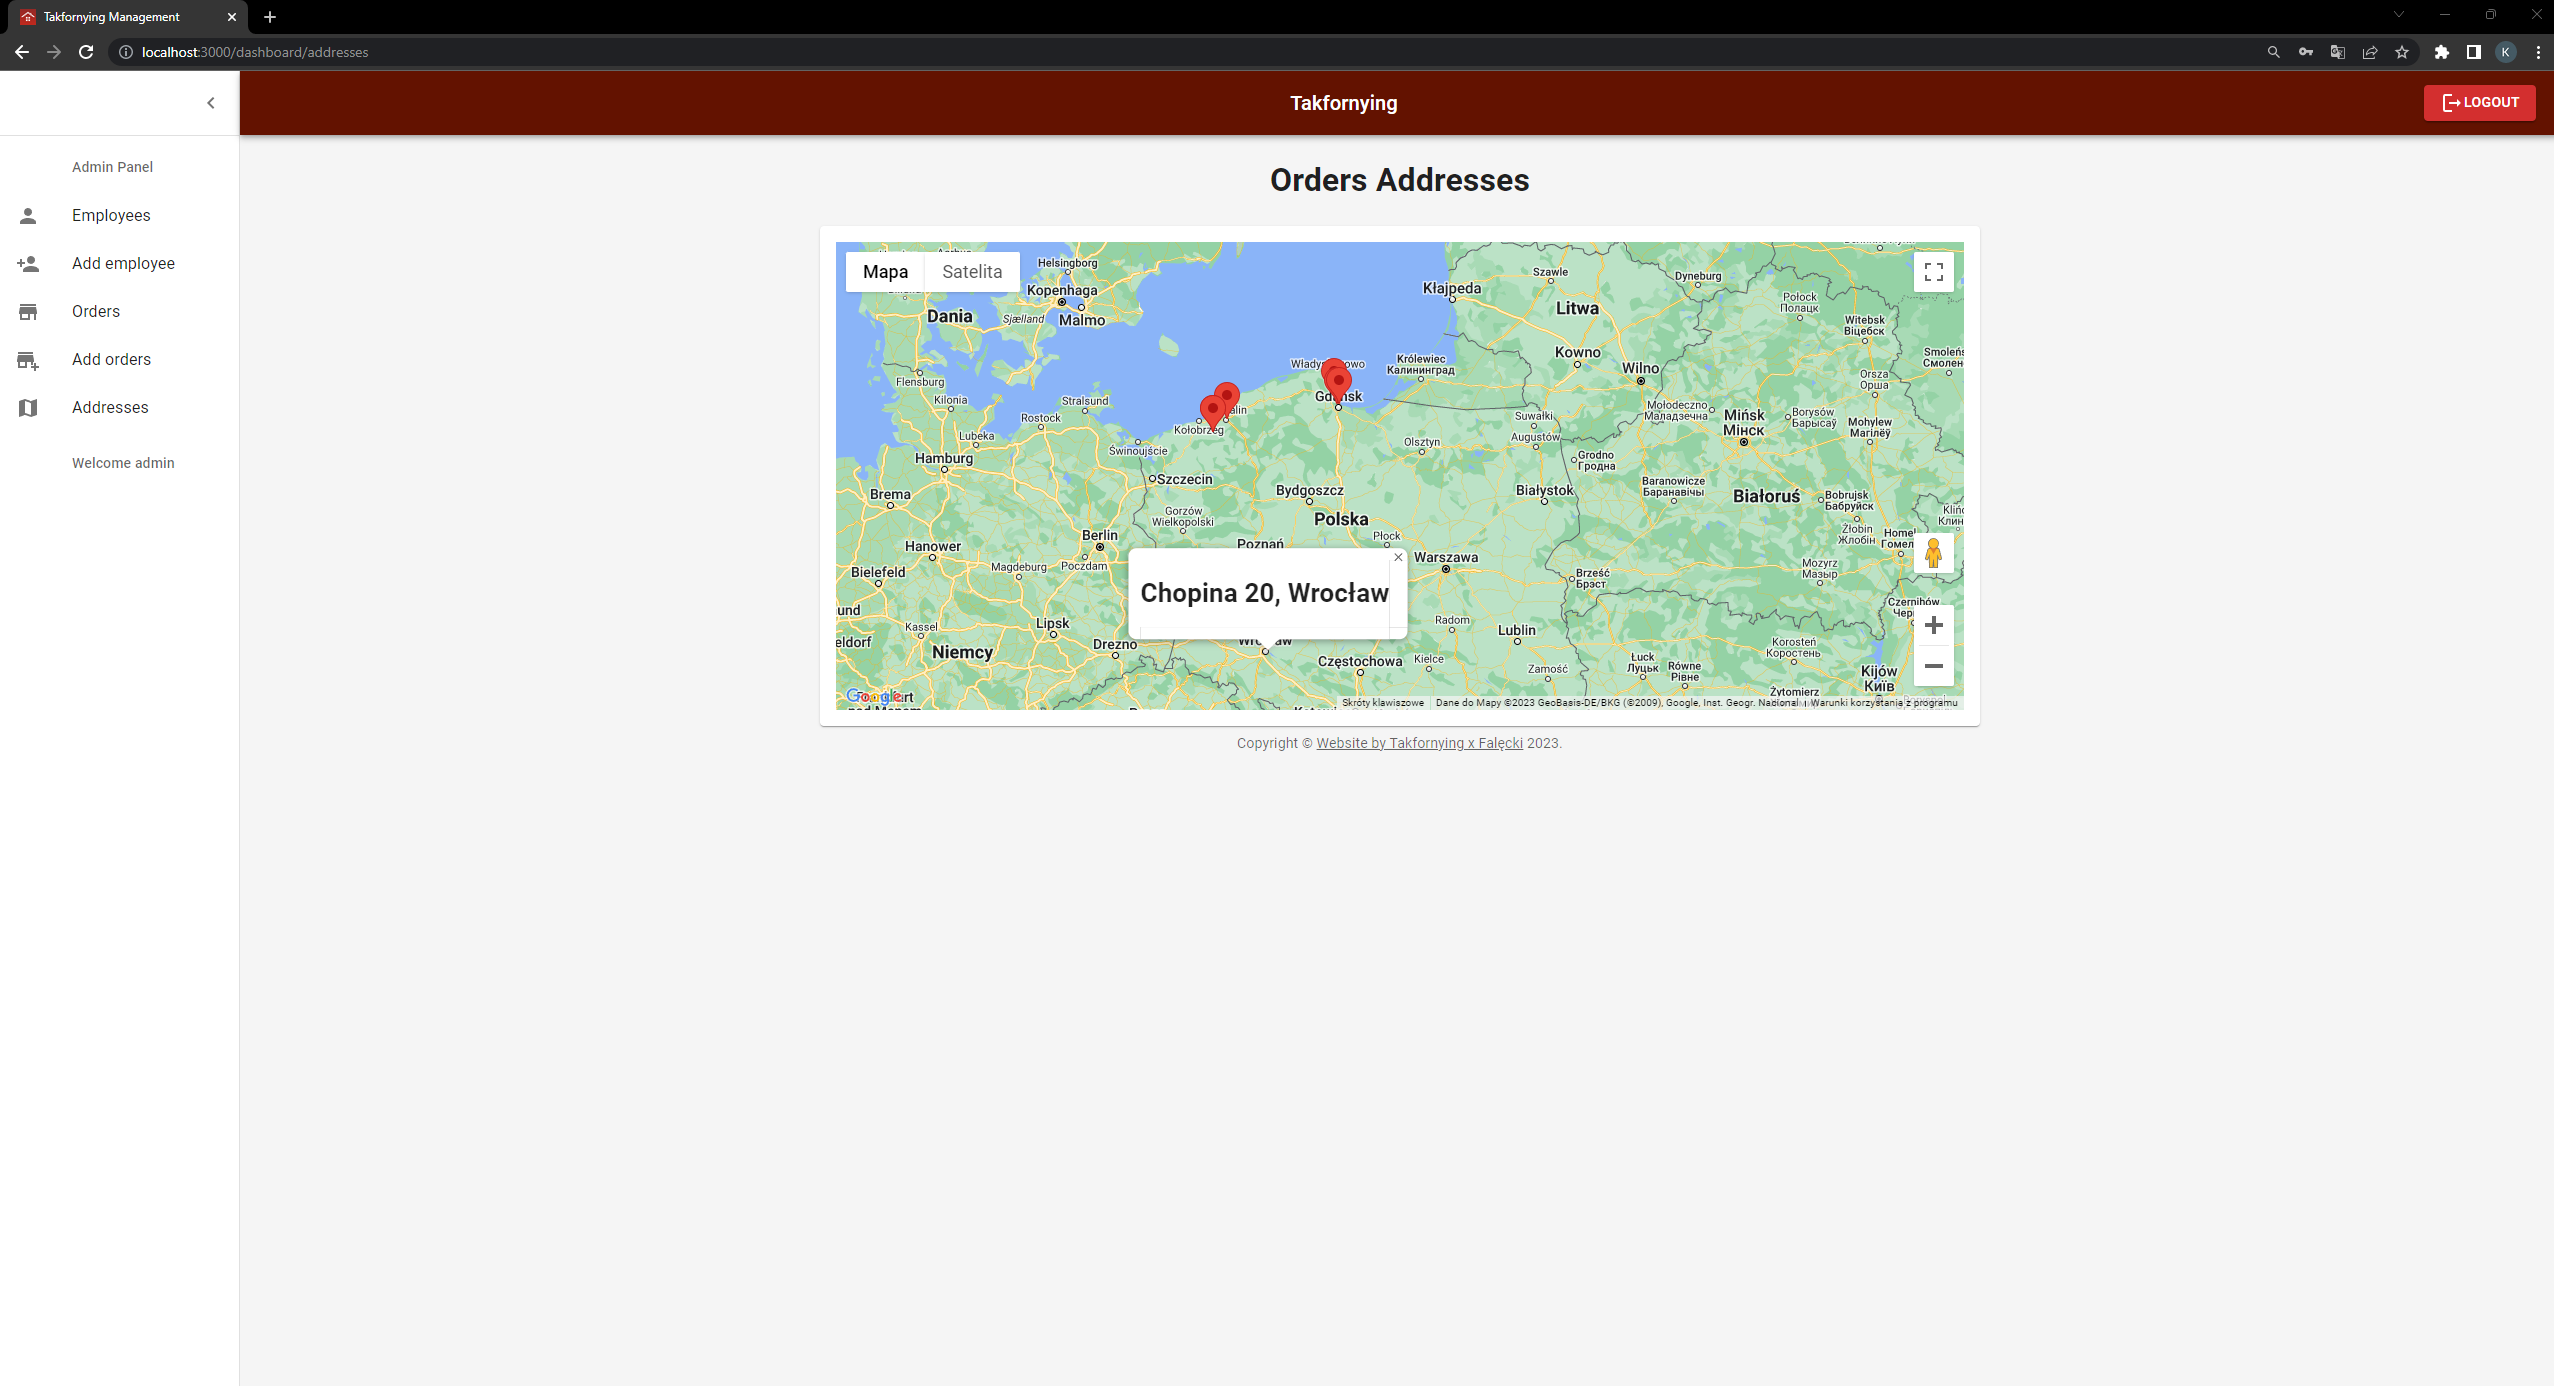 Takfornying Management
localhost:3000/dashboard/addresses
K
Takfornying
LOGOUT
Admin Panel
Employees
Add employee
Orders
Add orders
Addresses
Welcome admin
Orders Addresses
Mapa
Satelita
Helsingborg
Kopenhaga
Dania
Sjælland
Malmo
Kłajpeda
Szawle
Litwa
Dyneburg
Połock
Полацк
Witebsk
Віцебск
Kowno
Wilno
Królewiec
Калининград
Orsza
Орша
Flensburg
Kilonia
Stralsund
Rostock
Lubeka
Kołobrzeg
Świnoujście
Hamburg
Szczecin
Suwałki
Augustów
Olsztyn
Grodno
Гродна
Mołodeczno
Маладзечна
Mińsk
Мінск
Borysów
Барысаў
Mohylew
Магілёў
Brema
Bydgoszcz
Białystok
Baranowicze
Баранавічы
Białoruś
Bobrujsk
Бабруйск
Gorzów
Wielkopolski
Polska
Żłobin
Жлобін
Hanower
Berlin
Poznań
Płock
Warszawa
Bielefeld
Magdeburg
Poczdam
Brześć
Брэст
Mozyrz
Мазыр
Chopina 20, Wrocław
Kassel
Lipsk
Drezno
Niemcy
Radom
Lublin
Częstochowa
Kielce
Zamość
Łuck
Луцьк
Równe
Рівне
Korosteń
Коростень
Kijów
Київ
Żytomierz
Google
Skróty klawiszowe
Dane do Mapy ©2023 GeoBasis-DE/BKG (©2009), Google, Inst. Geogr. Nacional
Warunki korzystania z programu
Copyright © Website by Takfornying x Falęcki 2023.